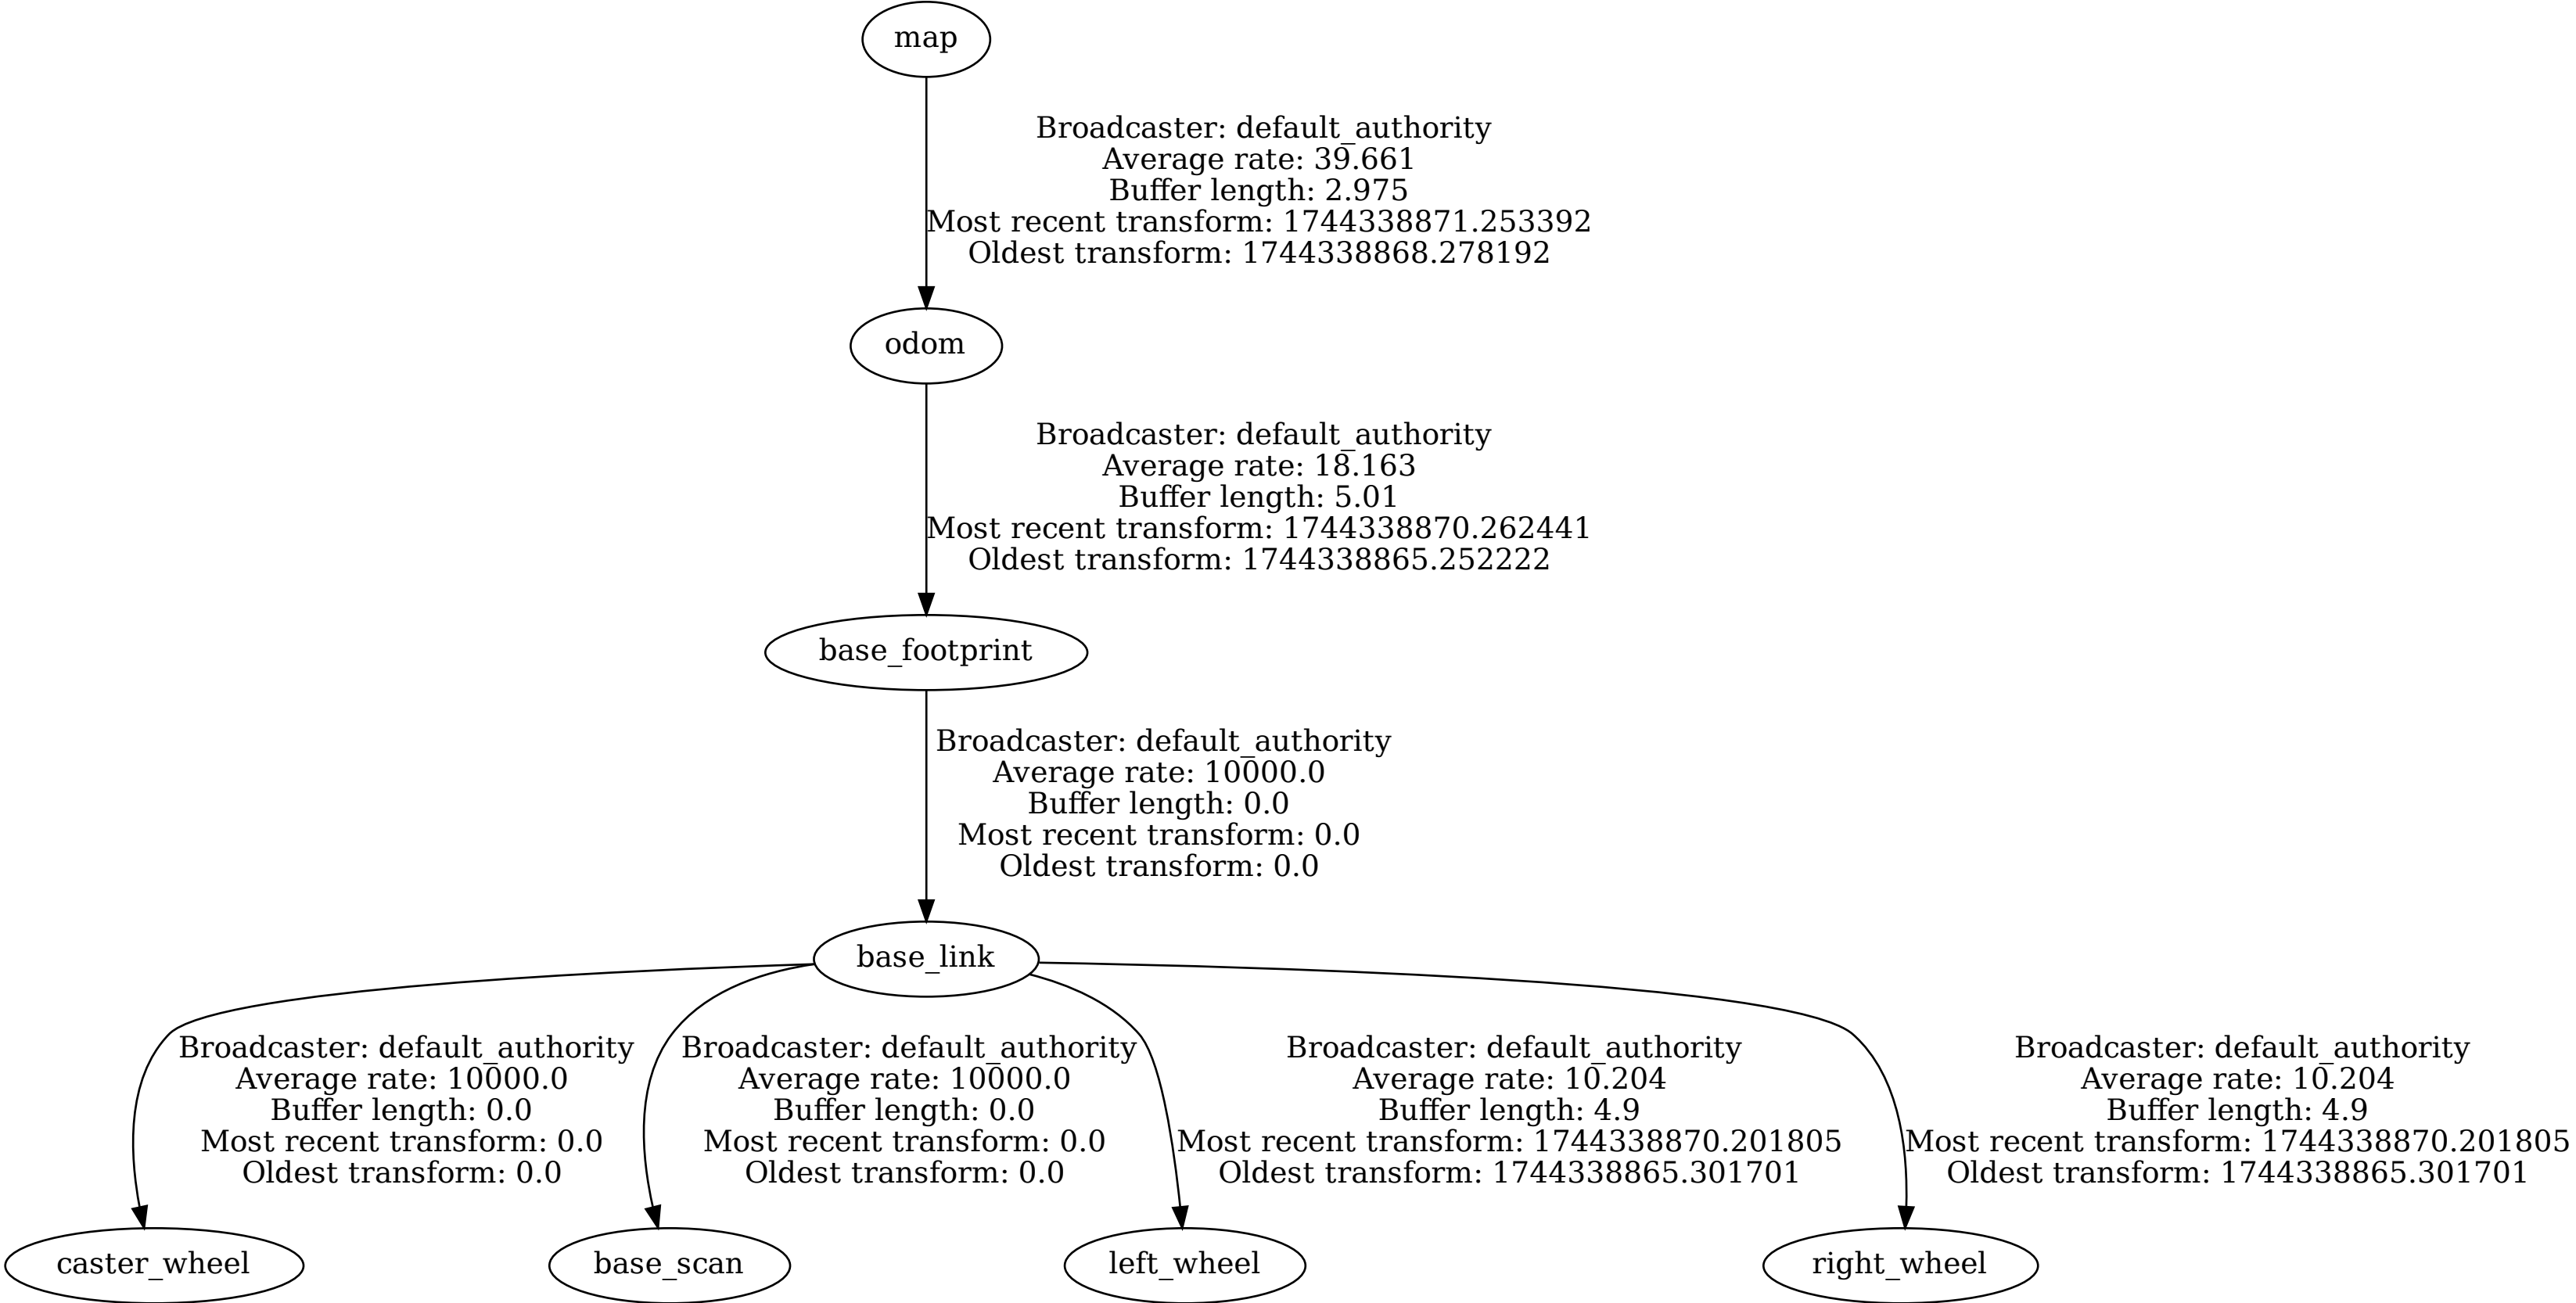 map
Broadcaster: default_authority
Average rate: 39.661
Buffer length: 2.975
Most recent transform: 1744338871.253392
Oldest transform: 1744338868.278192
odom
Broadcaster: default_authority
Average rate: 18.163
Buffer length: 5.01
Most recent transform: 1744338870.262441
Oldest transform: 1744338865.252222
base_footprint
Broadcaster: default_authority
Average rate: 10000.0
Buffer length: 0.0
Most recent transform: 0.0
Oldest transform: 0.0
base_link
Broadcaster: default_authority
Average rate: 10000.0
Buffer length: 0.0
Most recent transform: 0.0
Oldest transform: 0.0
Broadcaster: default_authority
Average rate: 10000.0
Buffer length: 0.0
Most recent transform: 0.0
Oldest transform: 0.0
Broadcaster: default_authority
Average rate: 10.204
Buffer length: 4.9
Most recent transform: 1744338870.201805
Oldest transform: 1744338865.301701
Broadcaster: default_authority
Average rate: 10.204
Buffer length: 4.9
Most recent transform: 1744338870.201805
Oldest transform: 1744338865.301701
caster_wheel
base_scan
left_wheel
right_wheel